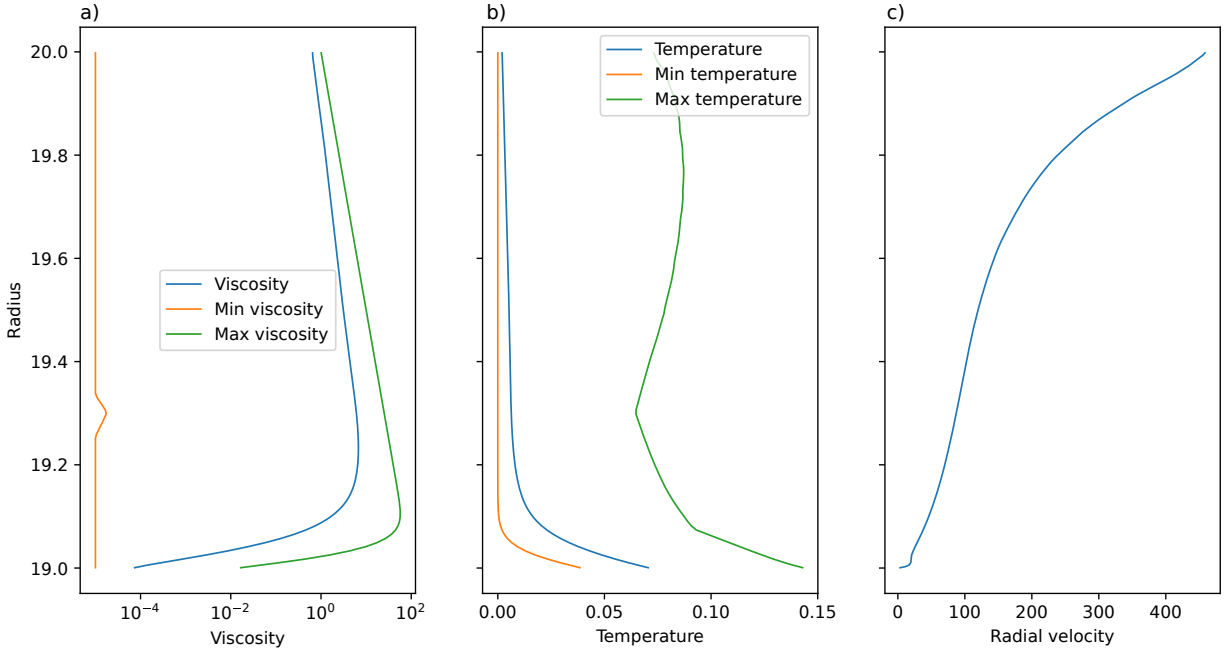 a)
b)
c)
20.0
19.8
19.6
19.4
19.2
19.0
Radius
Viscosity
Min viscosity
Max viscosity
10⁻⁴
10⁻²
10⁰
10²
Viscosity
Temperature
Min temperature
Max temperature
0.00
0.05
0.10
0.15
Temperature
0
100
200
300
400
Radial velocity